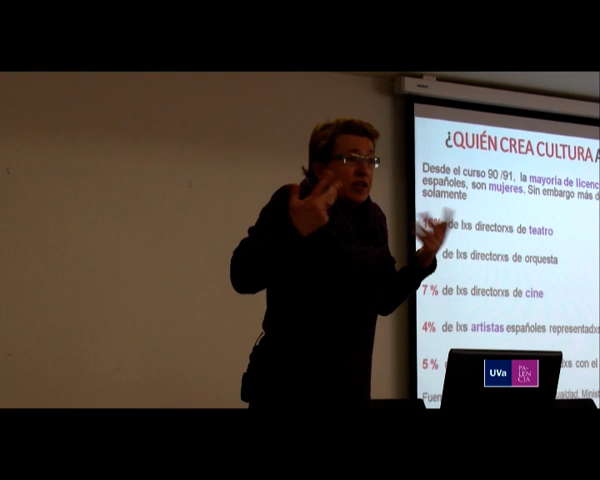 ¿QUIÉN CREA CULTURA
Desde el curso 90 /91, la mayoría de
españoles, son mujeres. Sin embargo más
solamente
de lxs directorxs de teatro
de lxs directorxs de orquesta
7 % de lxs directorxs de cine
4% de lxs artistas españoles
5 % con el
UVa
PA-
LEN-
CIA